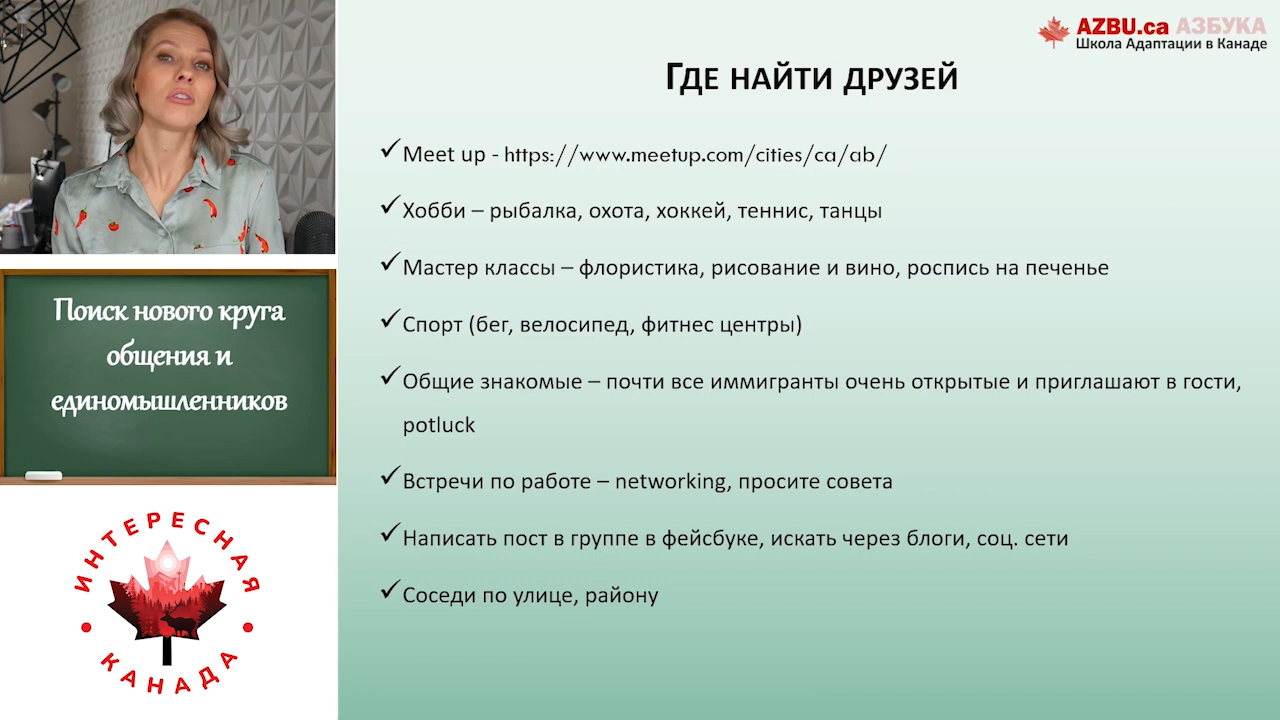 AZBU.ca АЗБУКА
Школа Адаптации в Канаде
Где найти друзей
Meet up - https://www.meetup.com/cities/ca/ab/
Хобби – рыбалка, охота, хоккей, теннис, танцы
Мастер классы – флористика, рисование и вино, роспись на печенье
Спорт (бег, велосипед, фитнес центры)
Общие знакомые – почти все иммигранты очень открытые и приглашают в гости,
potluck
Встречи по работе – networking, просите совета
Написать пост в группе в фейсбуке, искать через блоги, соц. сети
Соседи по улице, району
Поиск нового круга
общения и
единомышленников
ИНТЕРЕСНАЯ
КАНАДА